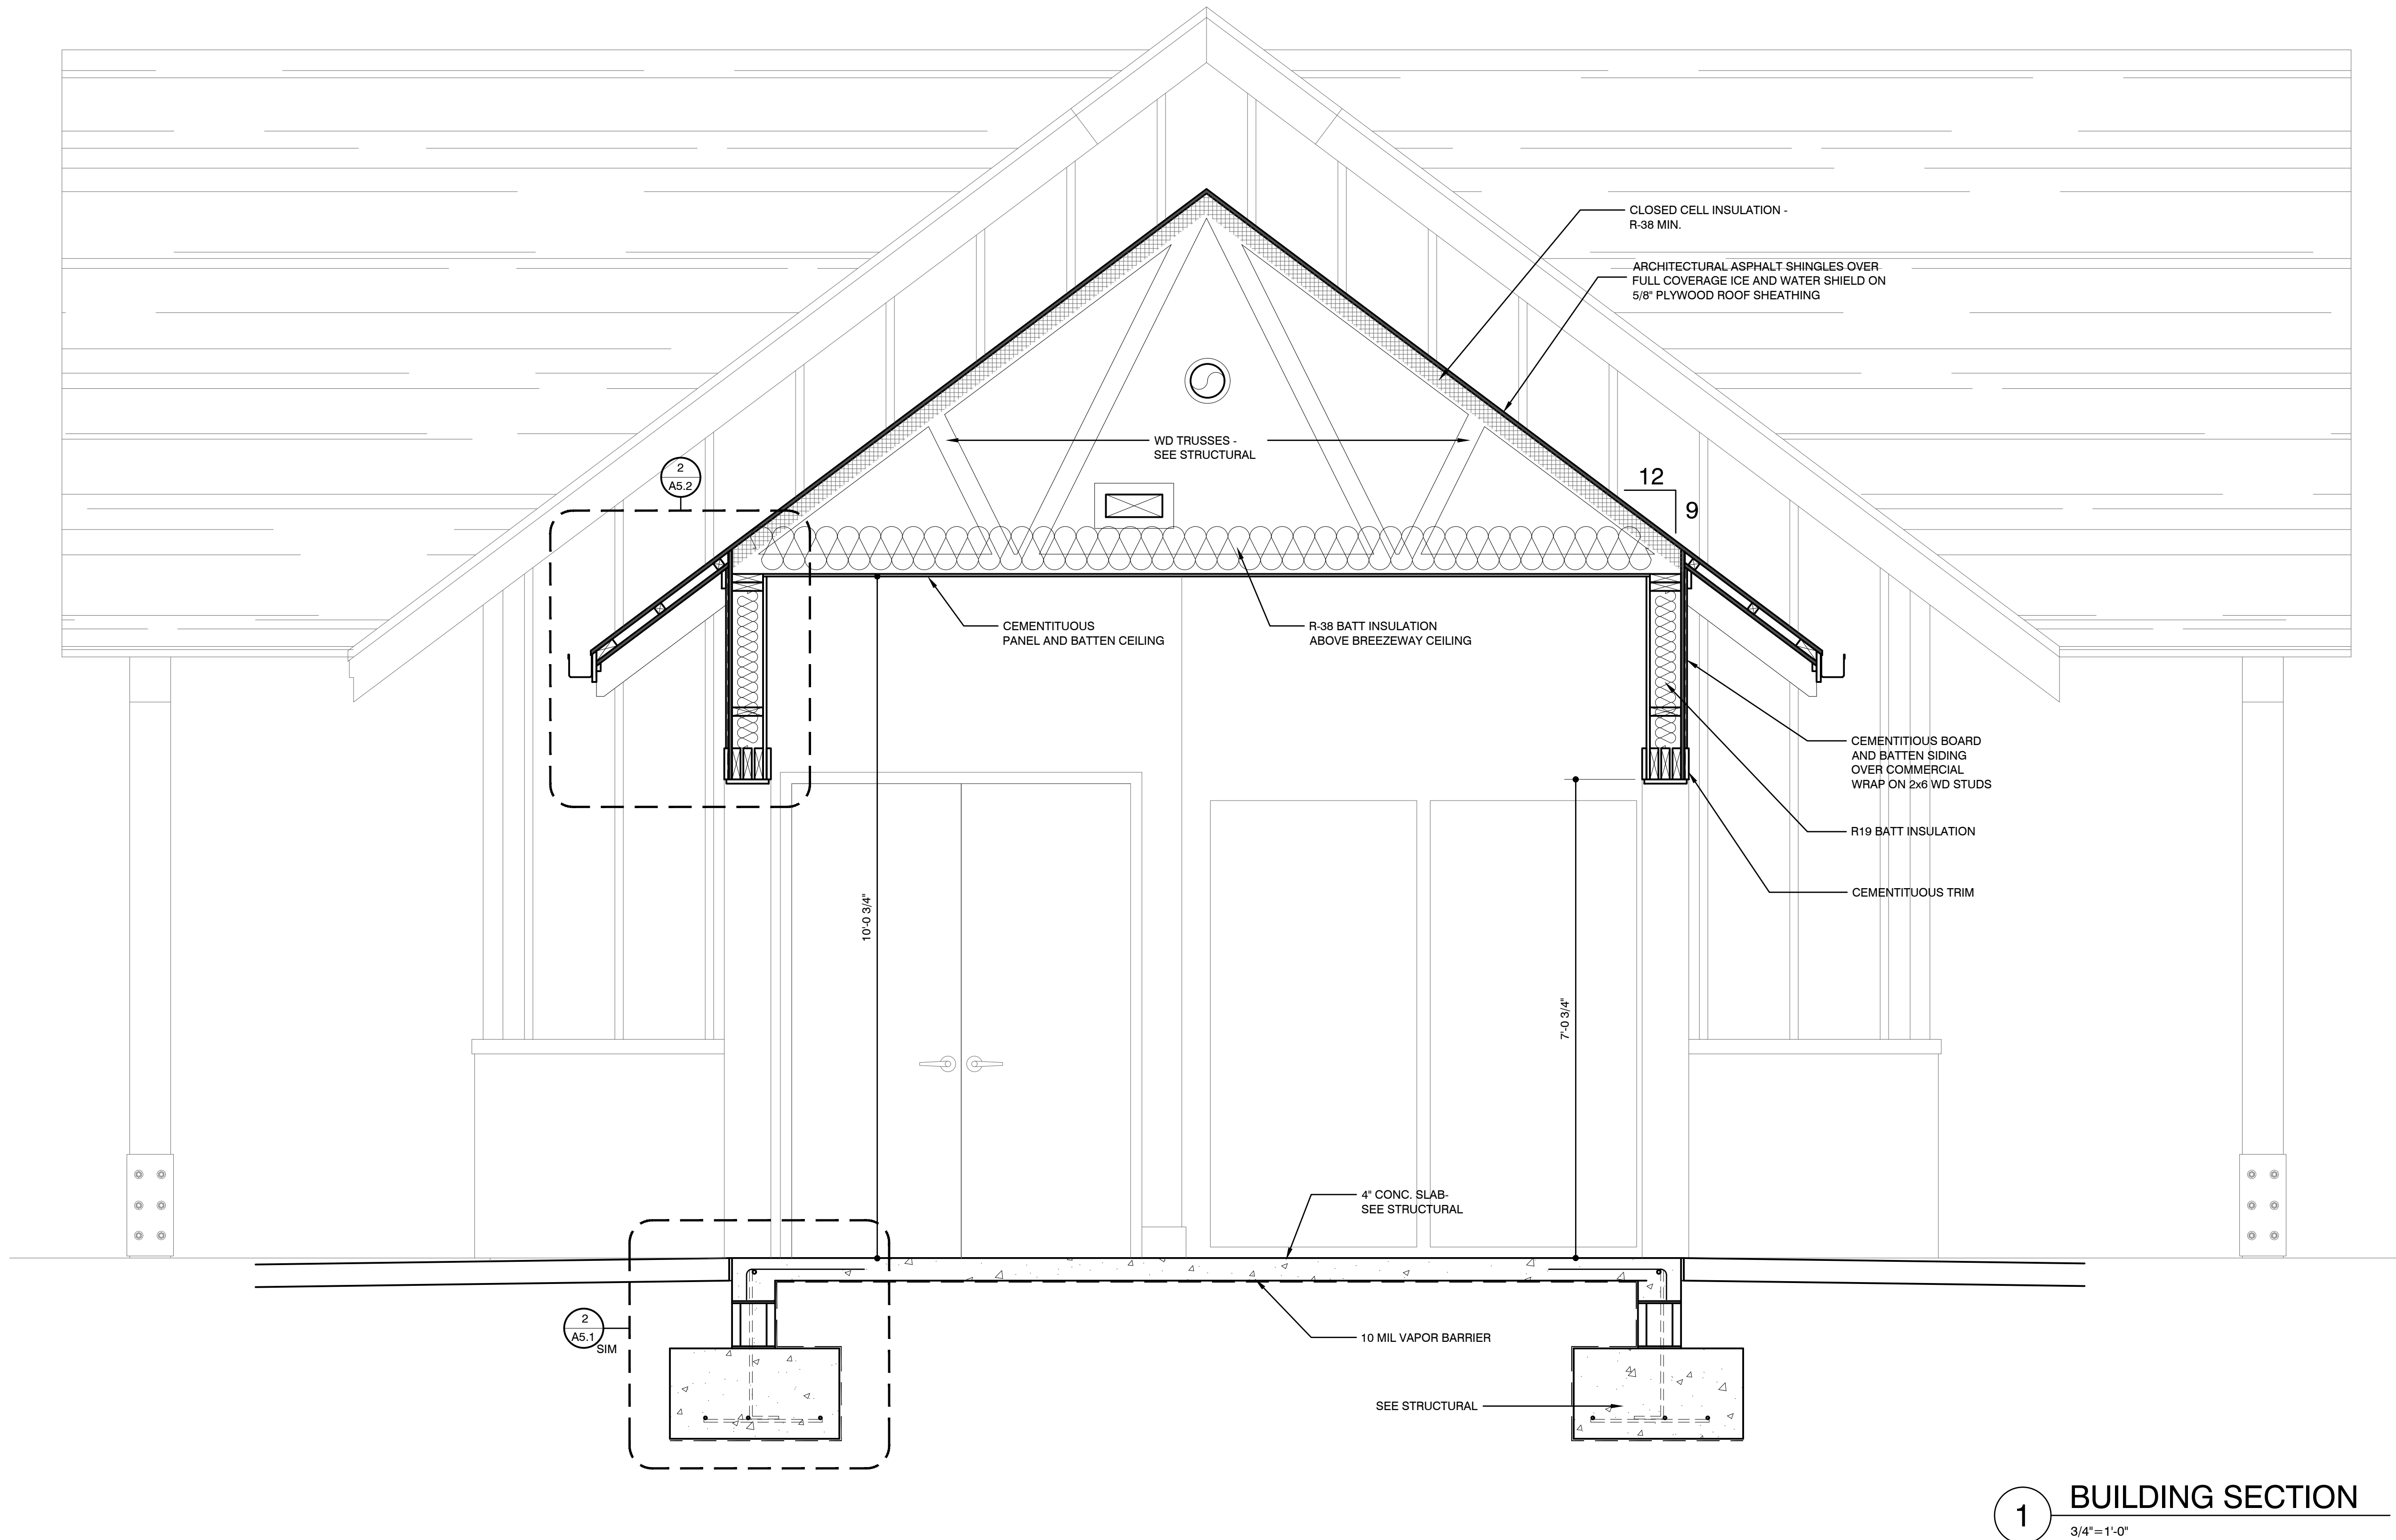 CLOSED CELL INSULATION -
R-38 MIN.
ARCHITECTURAL ASPHALT SHINGLES OVER
FULL COVERAGE ICE AND WATER SHIELD ON
5/8" PLYWOOD ROOF SHEATHING
WD TRUSSES -
SEE STRUCTURAL
2
A5.2
12
9
CEMENTITUOUS
PANEL AND BATTEN CEILING
R-38 BATT INSULATION
ABOVE BREEZEWAY CEILING
CEMENTITIOUS BOARD
AND BATTEN SIDING
OVER COMMERCIAL
WRAP ON 2x6 WD STUDS
R19 BATT INSULATION
CEMENTITUOUS TRIM
10'-0 3/4"
7'-0 3/4"
4" CONC. SLAB-
SEE STRUCTURAL
2
A5.1
SIM
10 MIL VAPOR BARRIER
SEE STRUCTURAL
1
BUILDING SECTION
3/4"=1'-0"